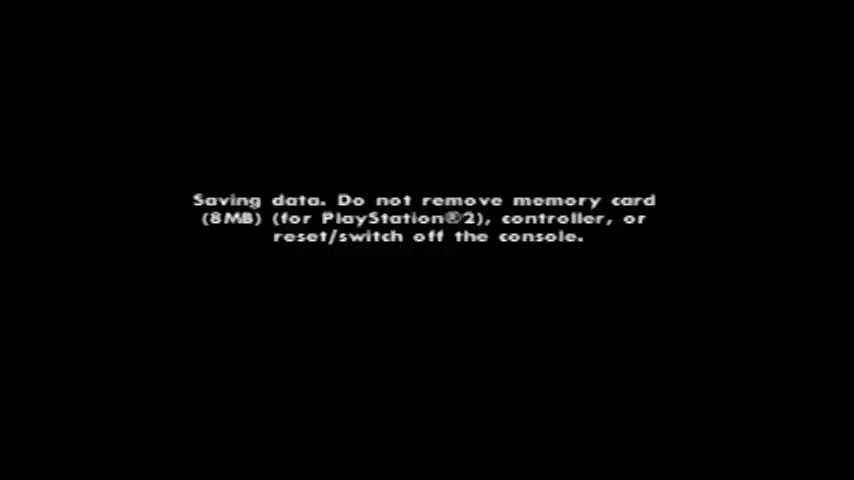 Saving data. Do not remove memory card
(8MB) (for PlayStation®2), controller, or
reset/switch off the console.